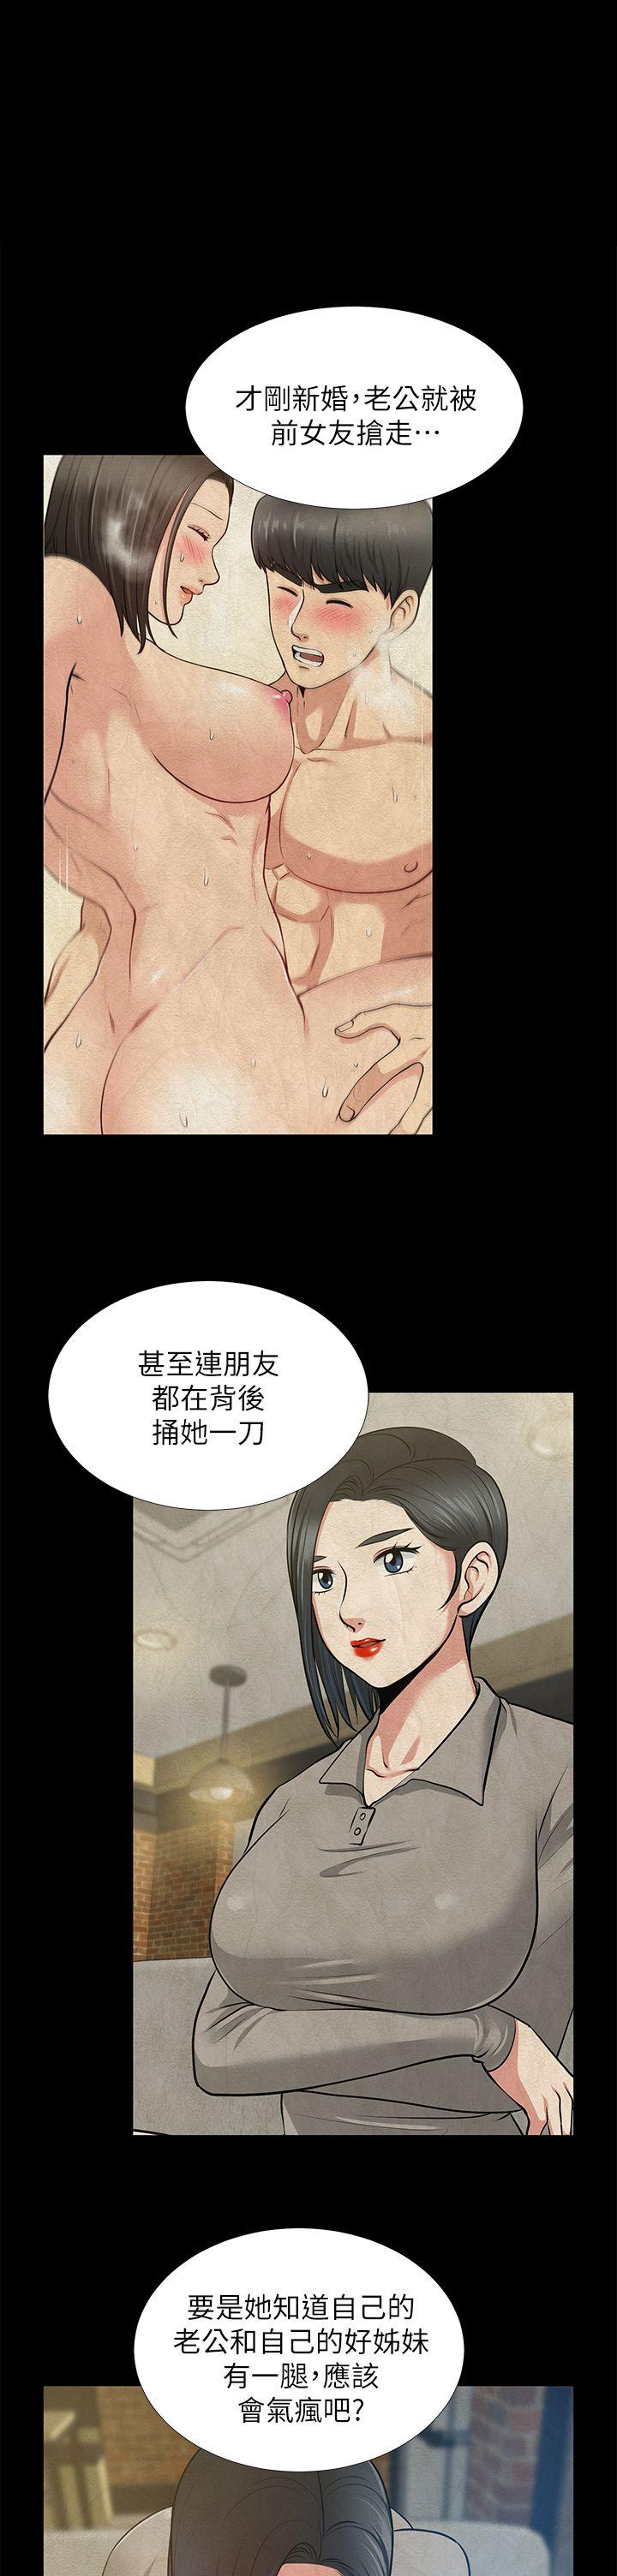 才剛新婚,老公就被
前女友搶走⋯
甚至連朋友
都在背後
捅她一刀
要是她知道自己的
老公和自己的好姊妹
有一腿,應該
會氣瘋吧?